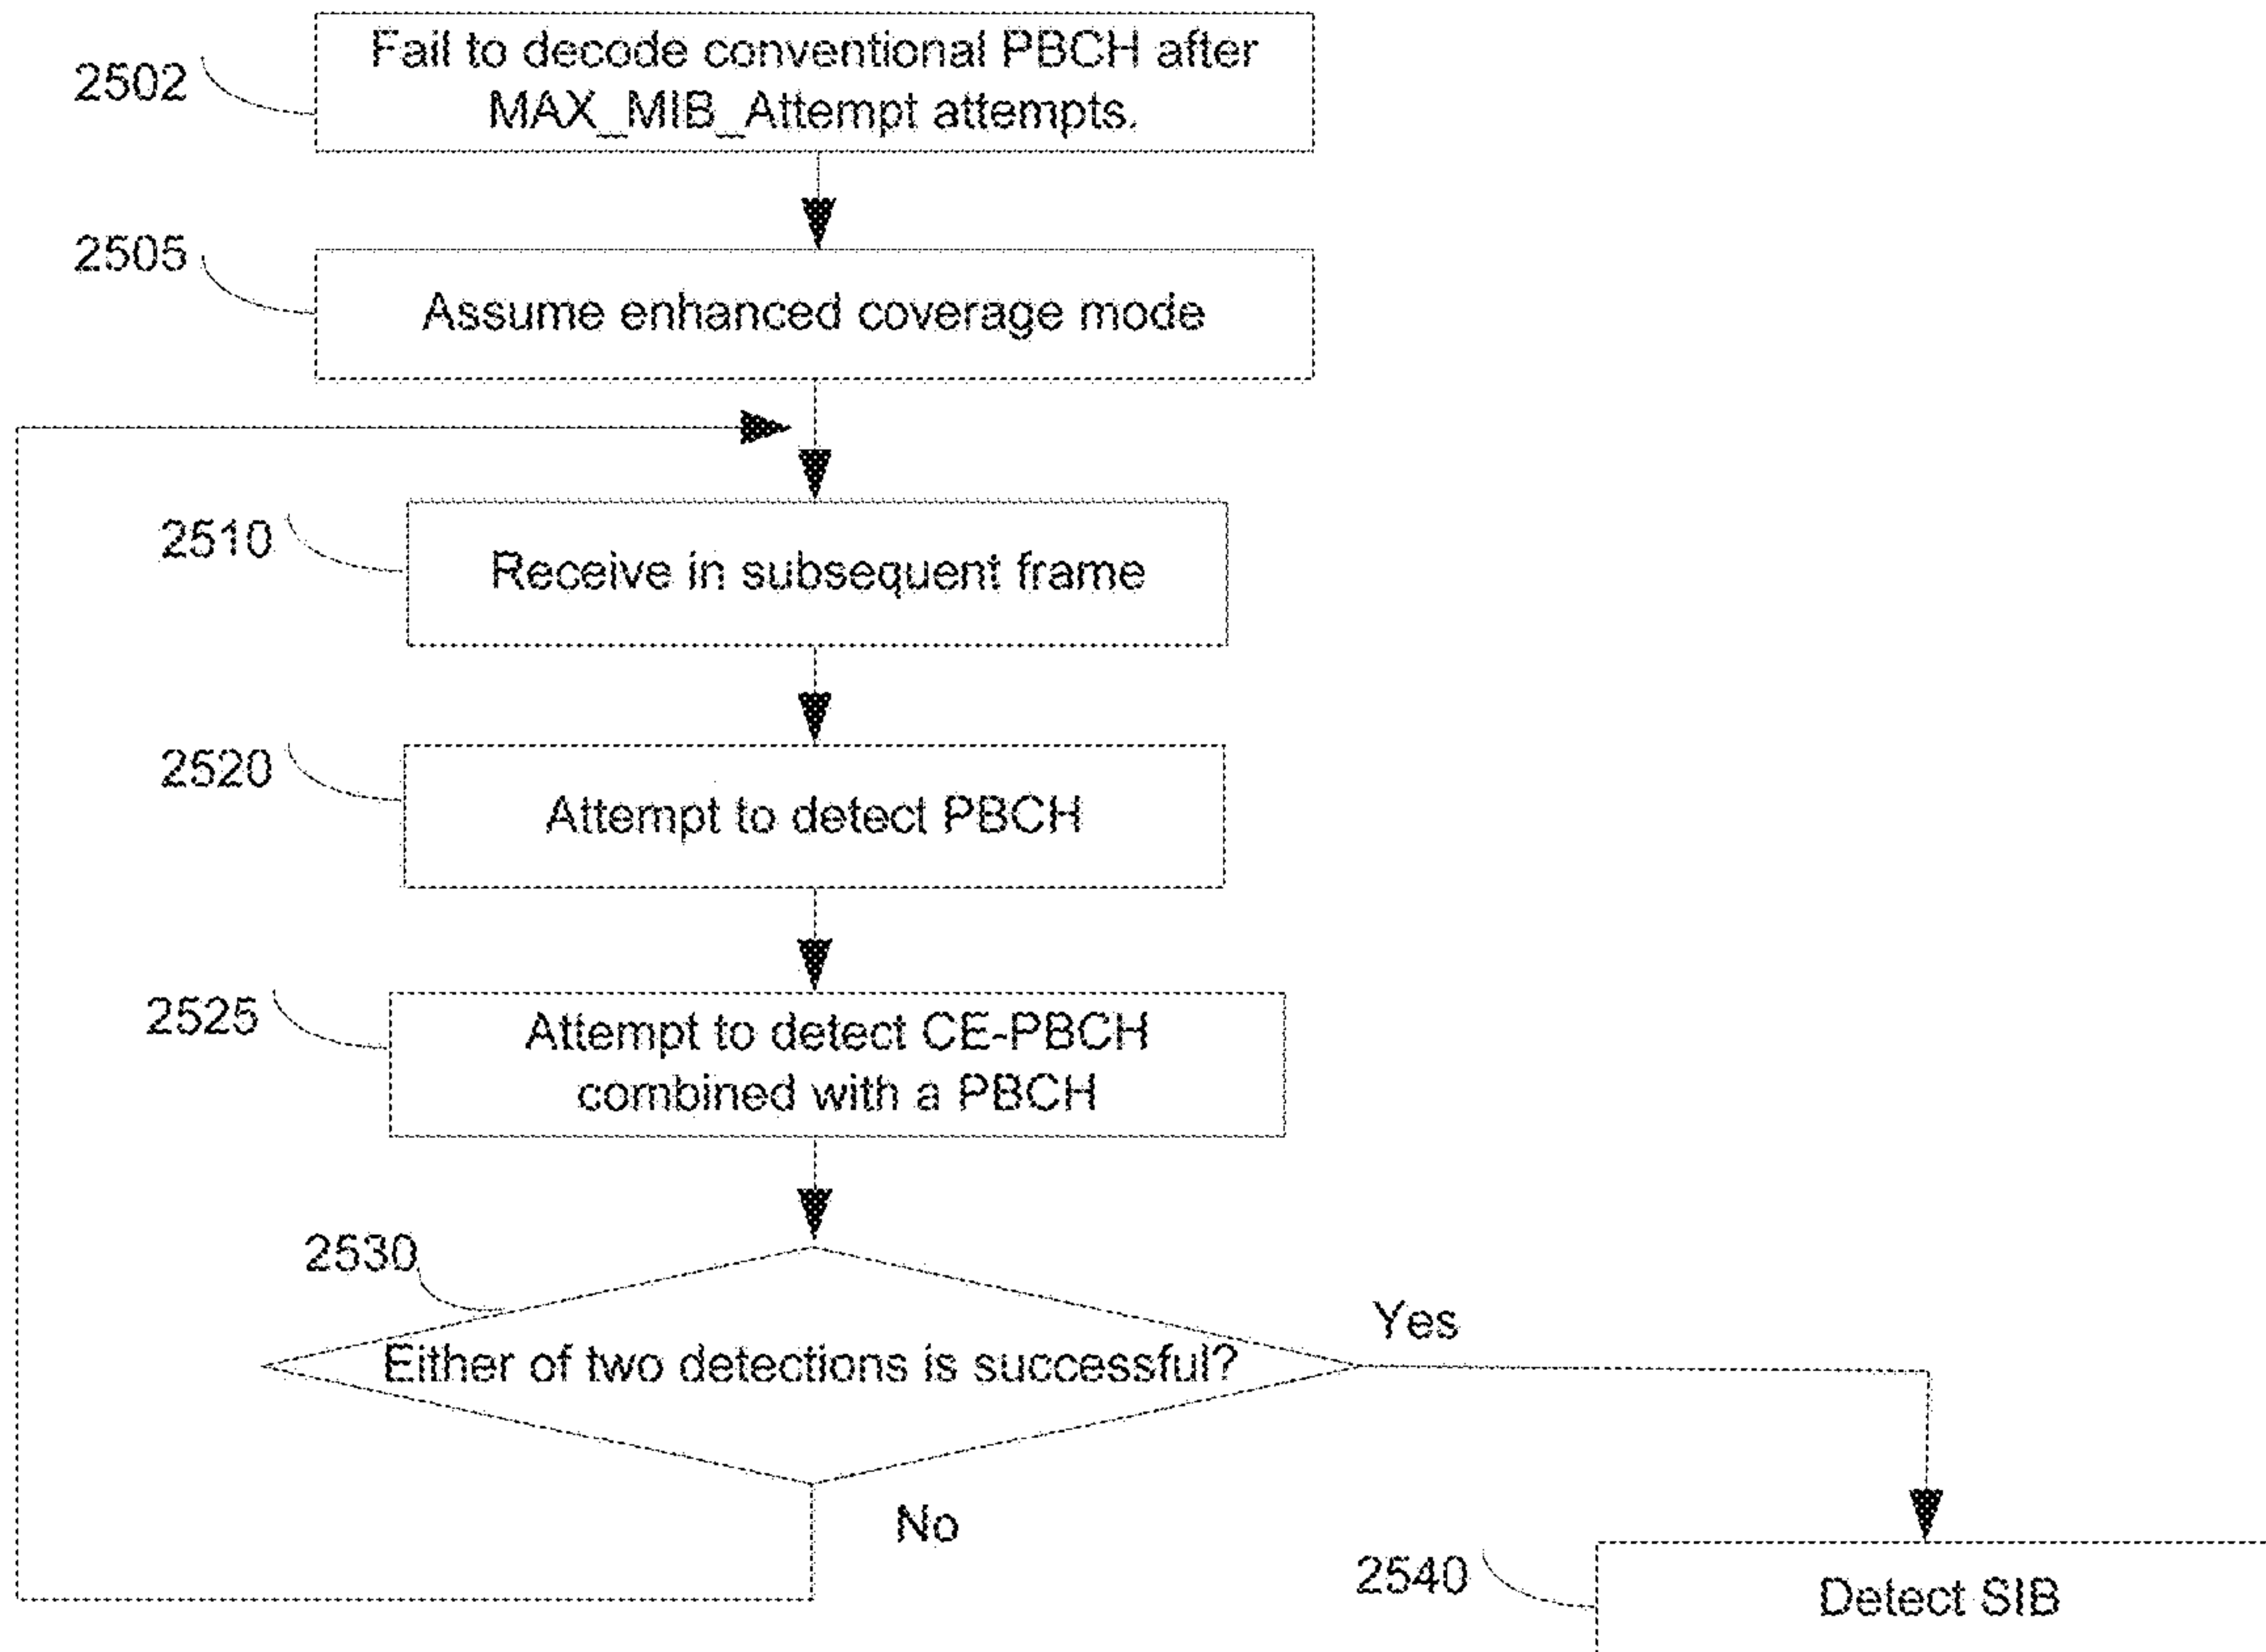 2502
Fail to decode conventional PBCH after
MAX_MIB_Attempt attempts.
2505
Assume enhanced coverage mode
2510
Receive in subsequent frame
2520
Attempt to detect PBCH
2525
Attempt to detect CE-PBCH
combined with a PBCH
2530
Either of two detections is successful?
Yes
No
2540
Detect SIB